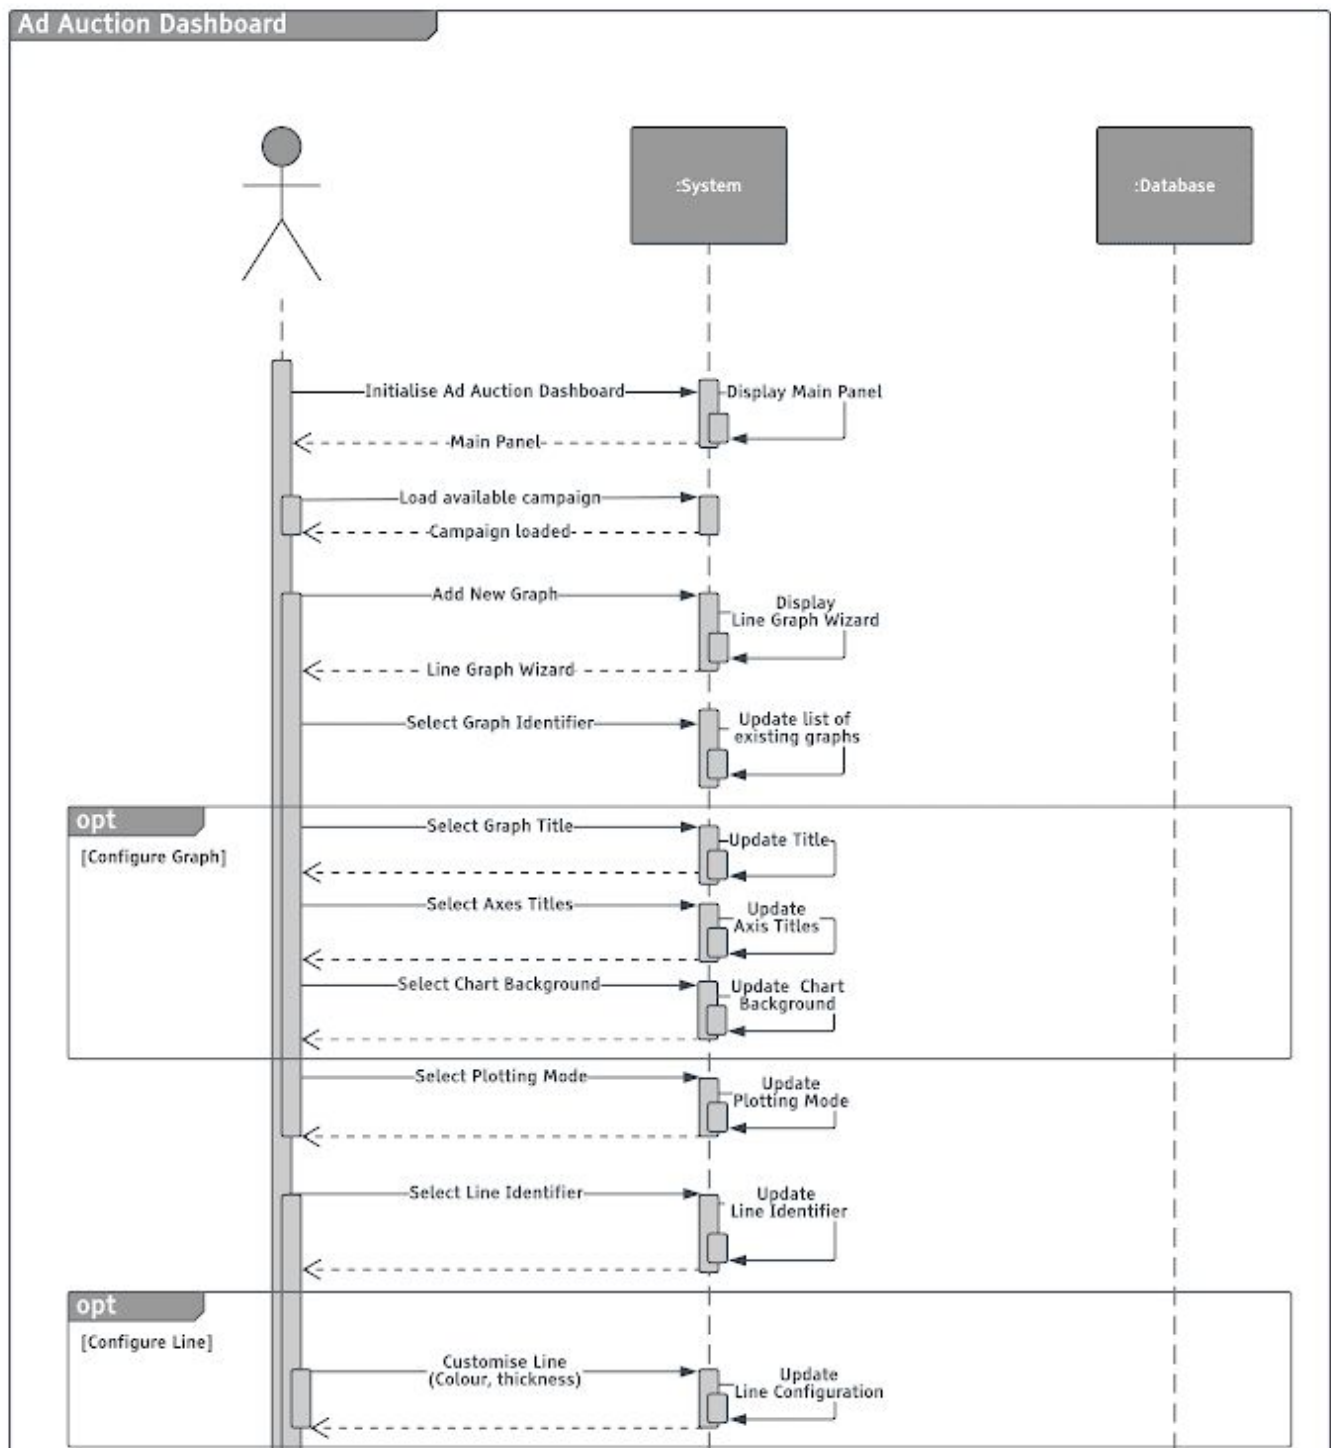 Ad Auction Dashboard
:System
:Database
Initialise Ad Auction Dashboard
Display Main Panel
Main Panel
Load available campaign
Campaign loaded
Add New Graph
Display
Line Graph Wizard
Line Graph Wizard
Select Graph Identifier
Update list of
existing graphs
opt
[Configure Graph]
Select Graph Title
Update Title
Select Axes Titles
Update
Axis Titles
Select Chart Background
Update Chart
Background
Select Plotting Mode
Update
Plotting Mode
Select Line Identifier
Update
Line Identifier
opt
[Configure Line]
Customise Line
(Colour, thickness)
Update
Line Configuration